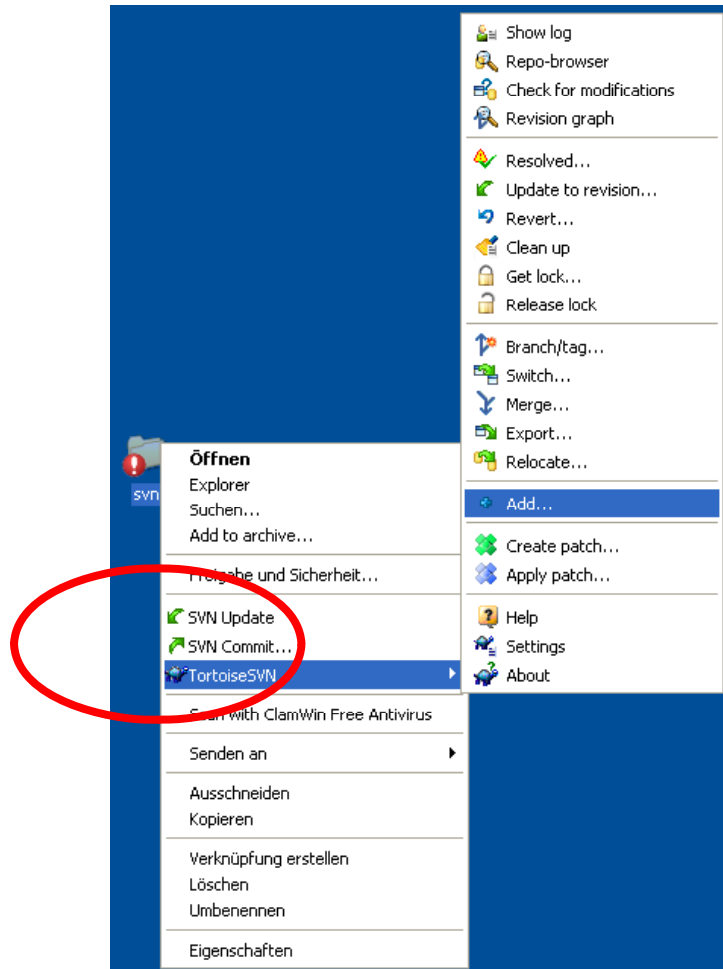 Show log
Repo-browser
Check for modifications
Revision graph
Resolved...
Update to revision...
Revert...
Clean up
Get lock...
Release lock
Branch/tag...
Switch...
Merge...
Export...
Relocate...
Add...
Create patch...
Apply patch...
Help
Settings
About
svn
Öffnen
Explorer
Suchen...
Add to archive...
Freigabe und Sicherheit...
SVN Update
SVN Commit...
TortoiseSVN
Scan with ClamWin Free Antivirus
Senden an
Ausschneiden
Kopieren
Verknüpfung erstellen
Löschen
Umbenennen
Eigenschaften